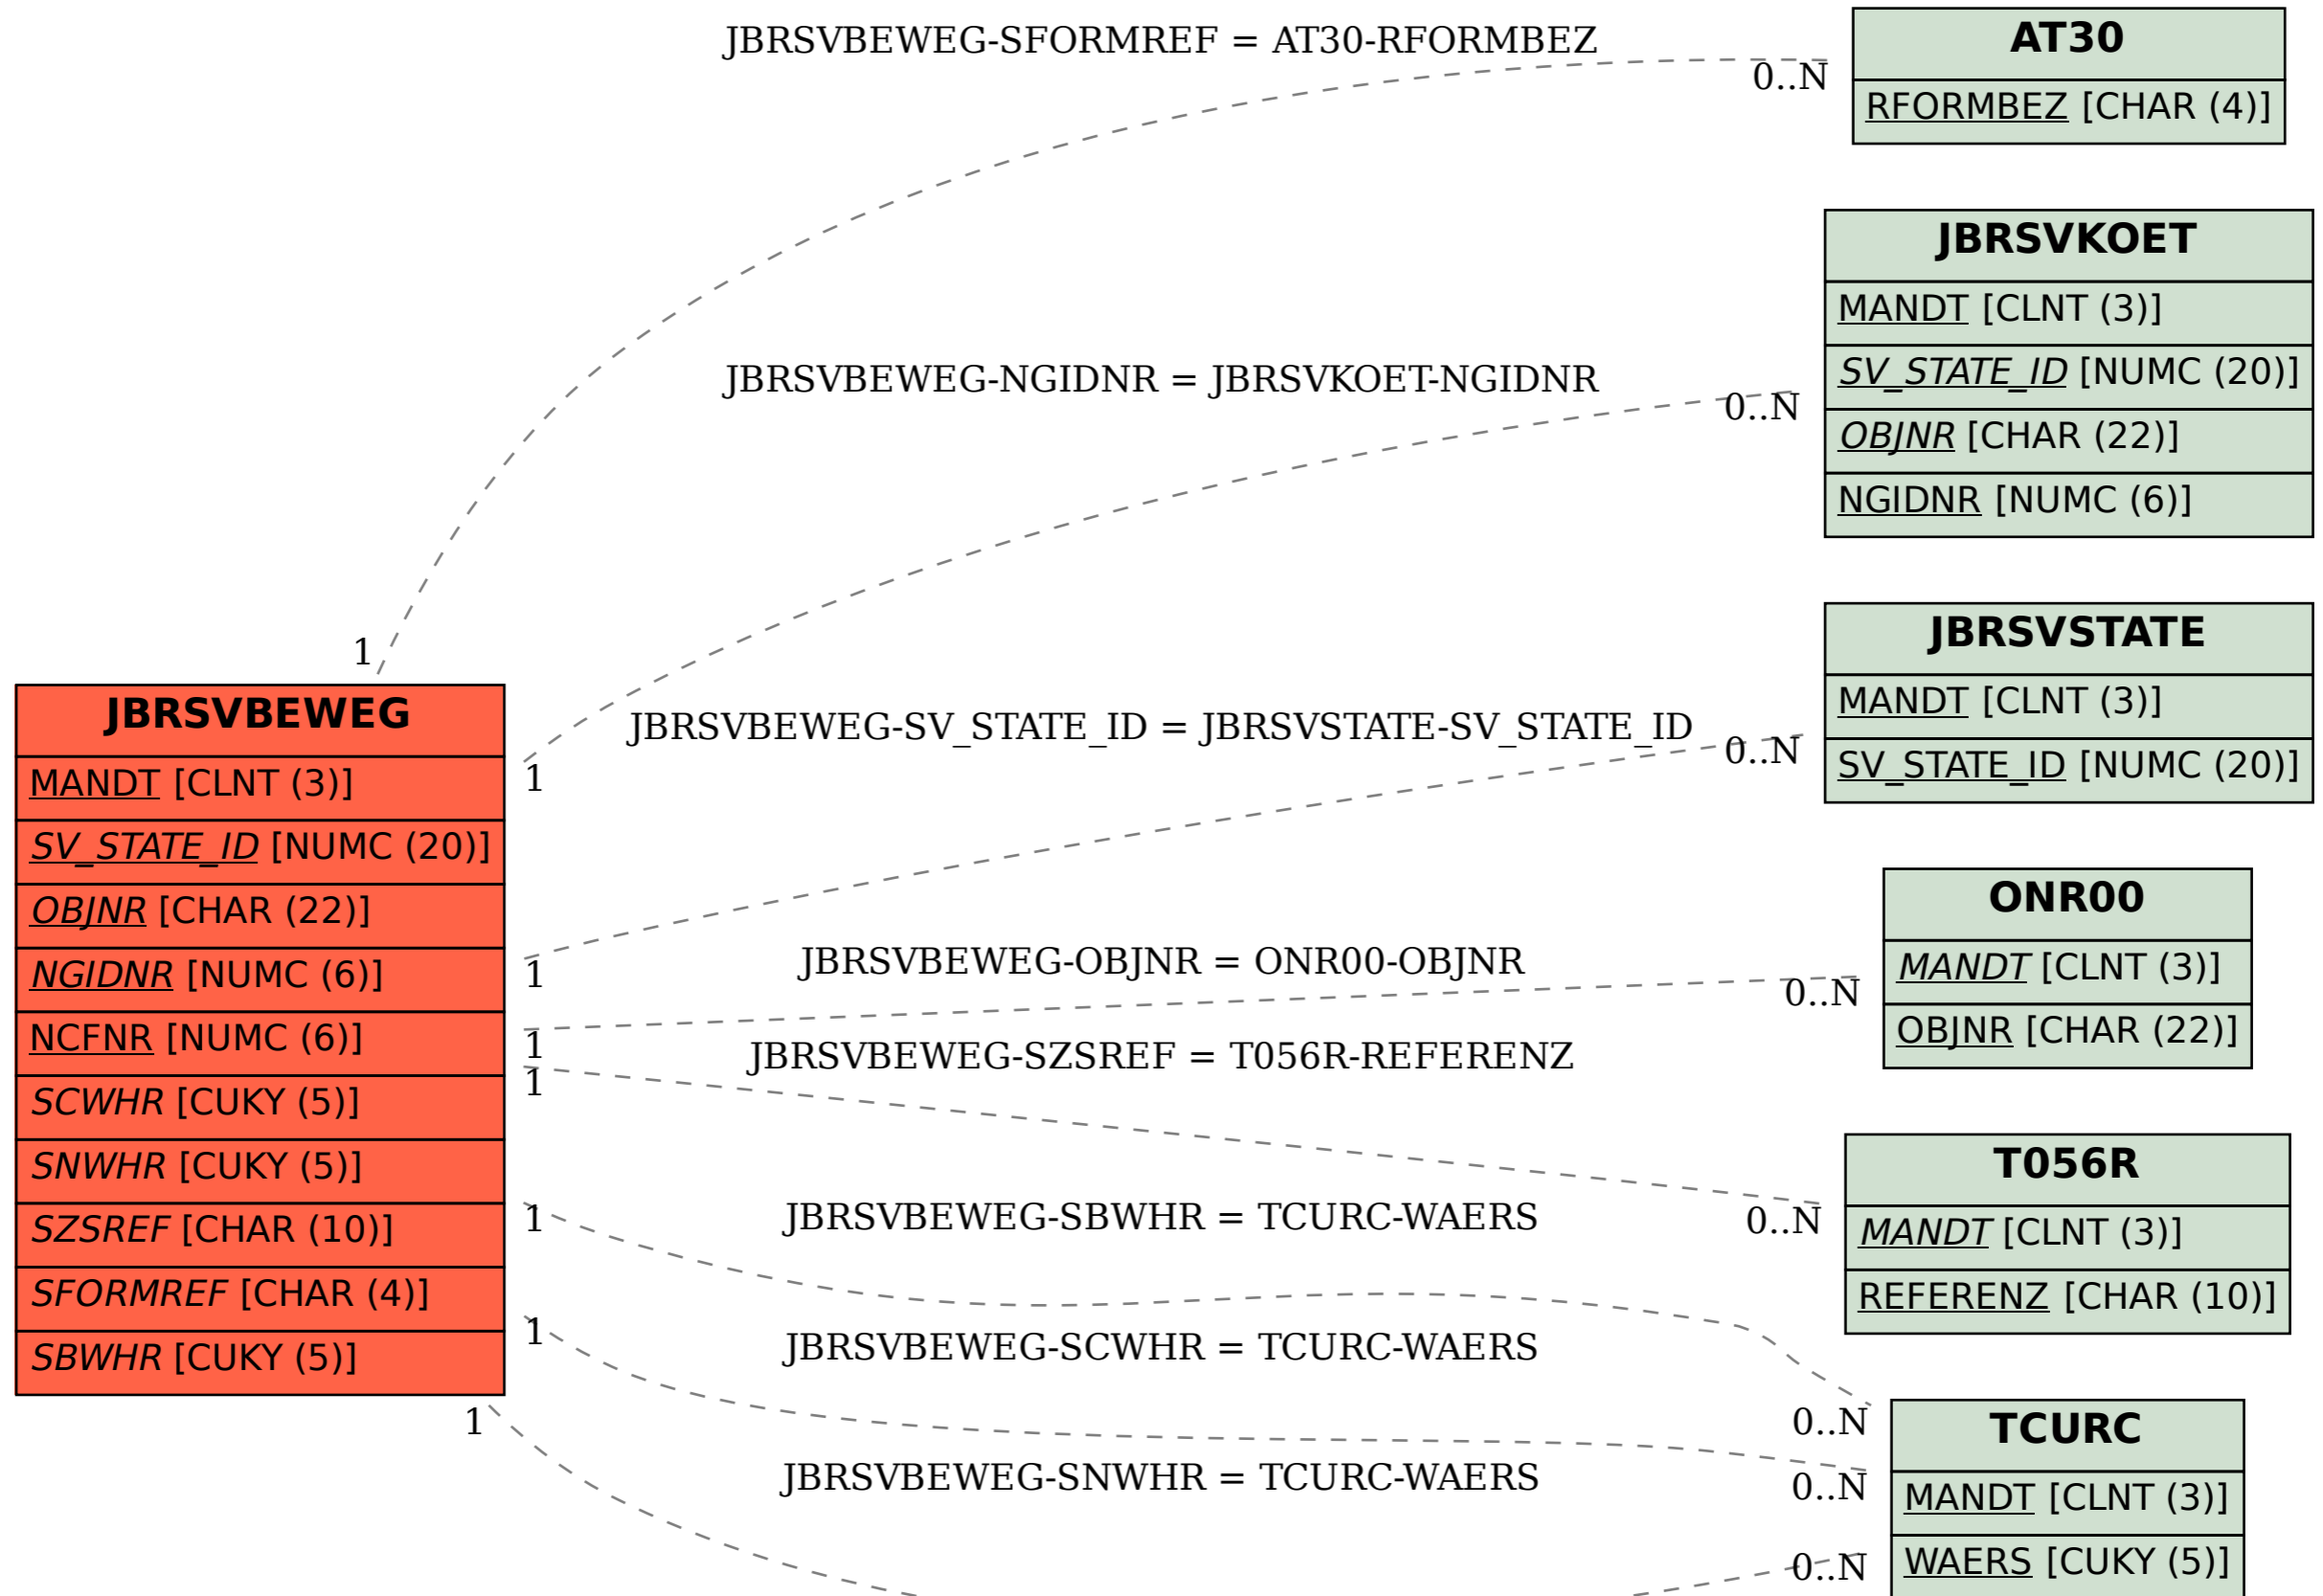 JBRSVBEWEG-SFORMREF = AT30-RFORMBEZ
0..N
1
AT30
RFORMBEZ [CHAR (4)]
JBRSVBEWEG-NGIDNR = JBRSVKOET-NGIDNR
0..N
1
JBRSVKOET
MANDT [CLNT (3)]
SV_STATE_ID [NUMC (20)]
OBJNR [CHAR (22)]
NGIDNR [NUMC (6)]
JBRSVBEWEG
MANDT [CLNT (3)]
SV_STATE_ID [NUMC (20)]
OBJNR [CHAR (22)]
NGIDNR [NUMC (6)]
NCFNR [NUMC (6)]
SCWHR [CUKY (5)]
SNWHR [CUKY (5)]
SZSREF [CHAR (10)]
SFORMREF [CHAR (4)]
SBWHR [CUKY (5)]
JBRSVBEWEG-SV_STATE_ID = JBRSVSTATE-SV_STATE_ID
0..N
1
JBRSVSTATE
MANDT [CLNT (3)]
SV_STATE_ID [NUMC (20)]
JBRSVBEWEG-OBJNR = ONR00-OBJNR
0..N
1
ONR00
MANDT [CLNT (3)]
OBJNR [CHAR (22)]
JBRSVBEWEG-SZSREF = T056R-REFERENZ
0..N
1
T056R
MANDT [CLNT (3)]
REFERENZ [CHAR (10)]
JBRSVBEWEG-SBWHR = TCURC-WAERS
0..N
1
JBRSVBEWEG-SCWHR = TCURC-WAERS
0..N
1
JBRSVBEWEG-SNWHR = TCURC-WAERS
0..N
1
TCURC
MANDT [CLNT (3)]
WAERS [CUKY (5)]